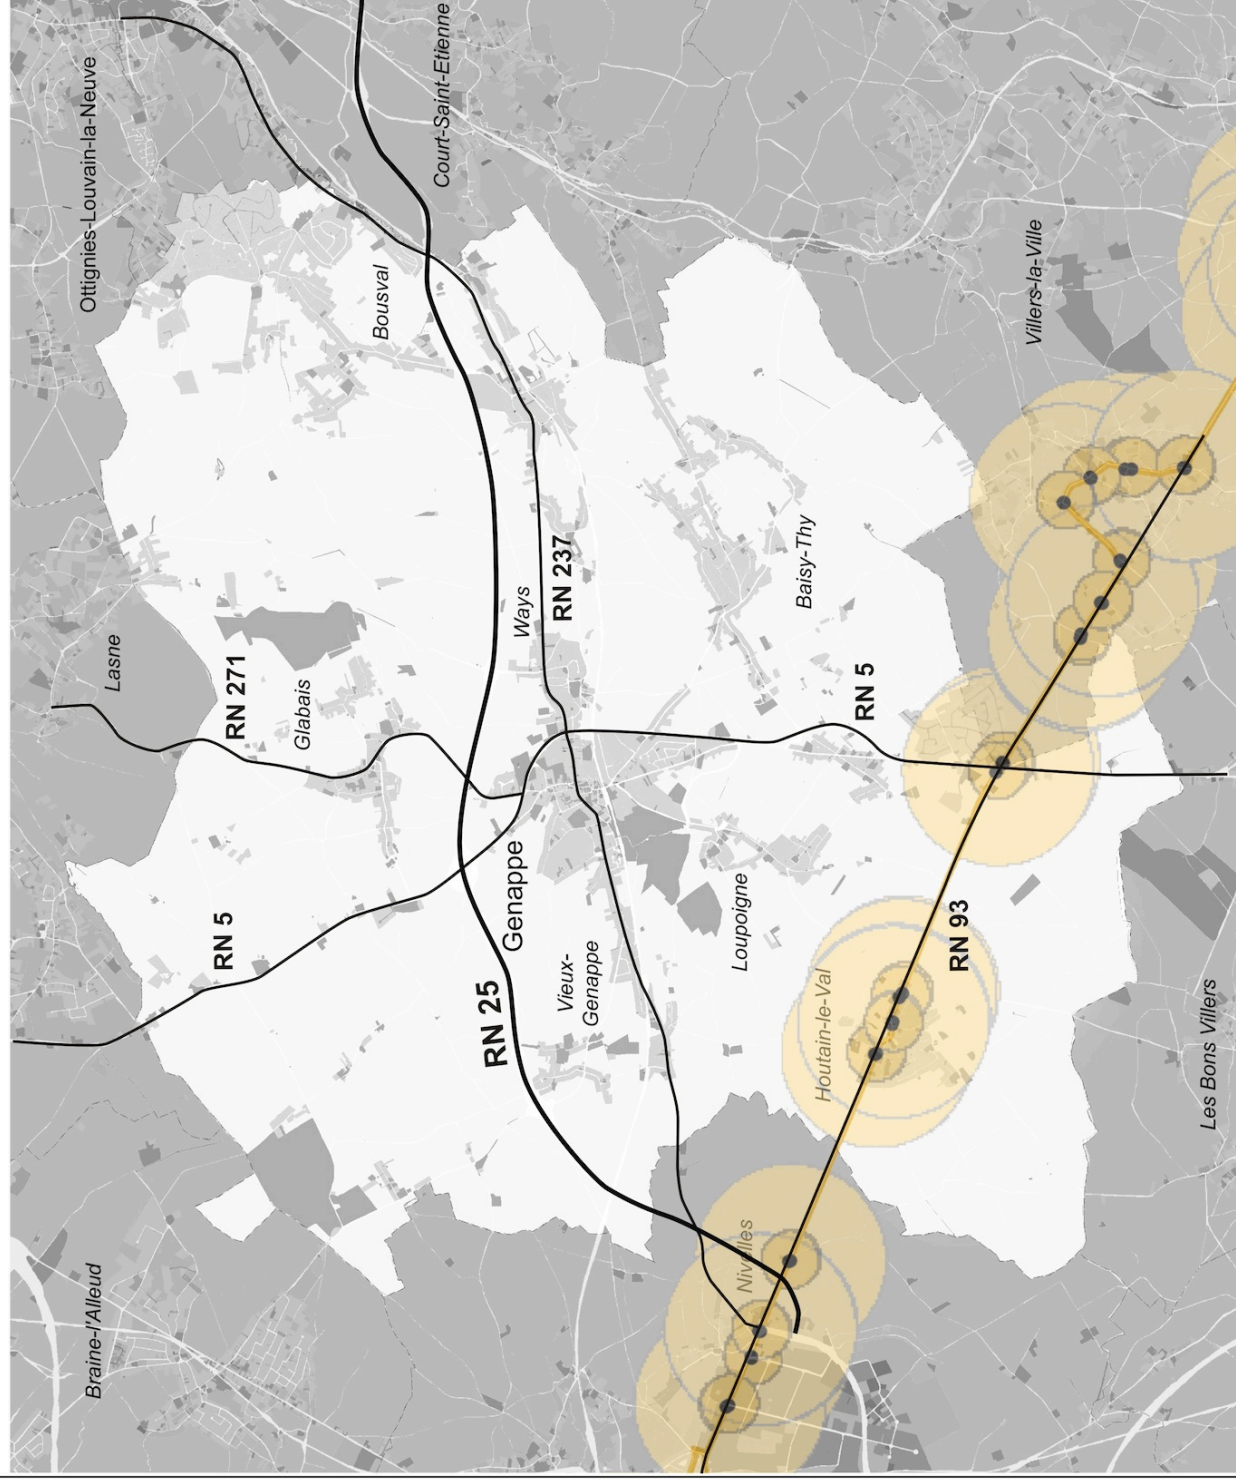 Ottignies-Louvain-la-Neuve
Court-Saint-Etienne
Bousval
Villers-la-Ville
Lasne
RN 271
Glabais
Ways
RN 237
Baisy-Thy
RN 5
RN 5
Genappe
RN 25
Vieux-
Genappe
Loupoigne
RN 93
Houtain-le-Val
Les Bons Villers
Nivelles
Braine-l'Alleud